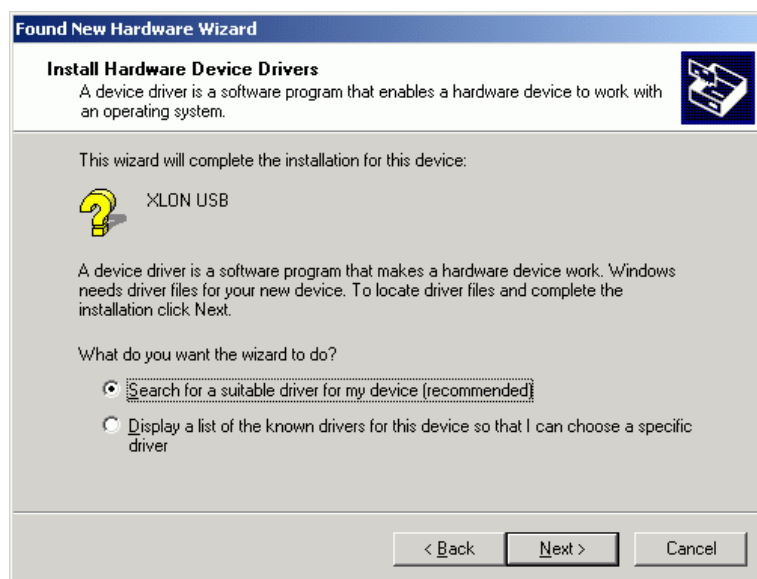 Found New Hardware Wizard
Install Hardware Device Drivers
A device driver is a software program that enables a hardware device to work with
an operating system.
This wizard will complete the installation for this device:
XLON USB
A device driver is a software program that makes a hardware device work. Windows
needs driver files for your new device. To locate driver files and complete the
installation click Next.
What do you want the wizard to do?
Search for a suitable driver for my device (recommended)
Display a list of the known drivers for this device so that I can choose a specific
driver
< Back
Next >
Cancel